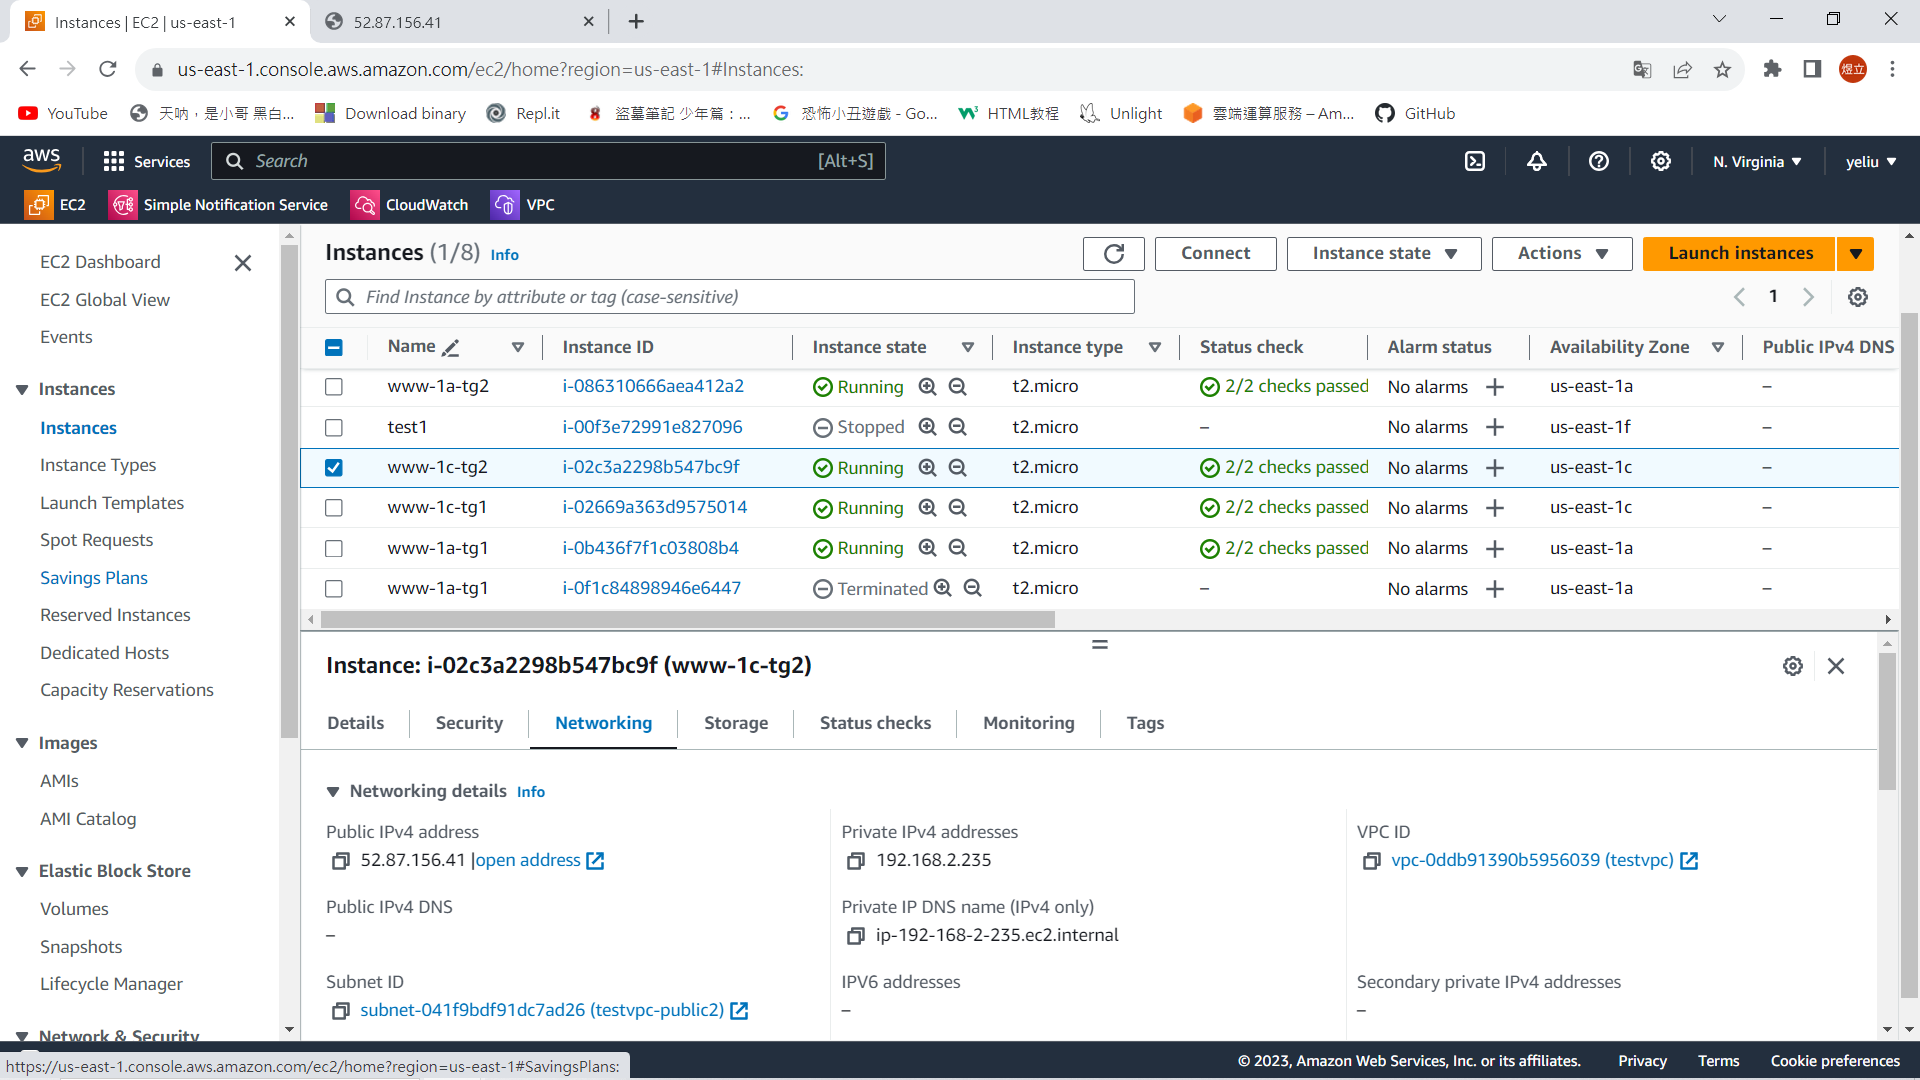 Instances | EC2 | us-east-1
52.87.156.41
us-east-1.console.aws.amazon.com/ec2/home?region=us-east-1#Instances:
煜立
YouTube
天吶，是小哥 黑白...
Download binary
Repl.it
盜墓筆記 少年篇：...
恐怖小丑遊戲 - Go...
HTML教程
Unlight
雲端運算服務 – Am...
GitHub
aws
Services
Search
[Alt+S]
N. Virginia
yeliu
EC2
Simple Notification Service
CloudWatch
VPC
EC2 Dashboard
EC2 Global View
Events
Instances
Instances
Instance Types
Launch Templates
Spot Requests
Savings Plans
Reserved Instances
Dedicated Hosts
Capacity Reservations
Images
AMIs
AMI Catalog
Elastic Block Store
Volumes
Snapshots
Lifecycle Manager
Network & Security
Instances (1/8) Info
Connect
Instance state
Actions
Launch instances
Find Instance by attribute or tag (case-sensitive)
1
Name Instance ID Instance state Instance type Status check Alarm status Availability Zone Public IPv4 DNS
www-1a-tg2 i-086310666aea412a2 Running t2.micro 2/2 checks passed No alarms + us-east-1a –
test1 i-00f3e72991e827096 Stopped t2.micro – No alarms + us-east-1f –
www-1c-tg2 i-02c3a2298b547bc9f Running t2.micro 2/2 checks passed No alarms + us-east-1c –
www-1c-tg1 i-02669a363d9575014 Running t2.micro 2/2 checks passed No alarms + us-east-1c –
www-1a-tg1 i-0b436f7f1c03808b4 Running t2.micro 2/2 checks passed No alarms + us-east-1a –
www-1a-tg1 i-0f1c84898946e6447 Terminated t2.micro – No alarms + us-east-1a –
Instance: i-02c3a2298b547bc9f (www-1c-tg2)
Details
Security
Networking
Storage
Status checks
Monitoring
Tags
Networking details Info
Public IPv4 address
52.87.156.41 |open address
Private IPv4 addresses
192.168.2.235
VPC ID
vpc-0ddb91390b5956039 (testvpc)
Public IPv4 DNS
–
Private IP DNS name (IPv4 only)
ip-192-168-2-235.ec2.internal
Subnet ID
subnet-041f9bdf91dc7ad26 (testvpc-public2)
IPV6 addresses
–
Secondary private IPv4 addresses
–
https://us-east-1.console.aws.amazon.com/ec2/home?region=us-east-1#SavingsPlans:
© 2023, Amazon Web Services, Inc. or its affiliates.
Privacy
Terms
Cookie preferences